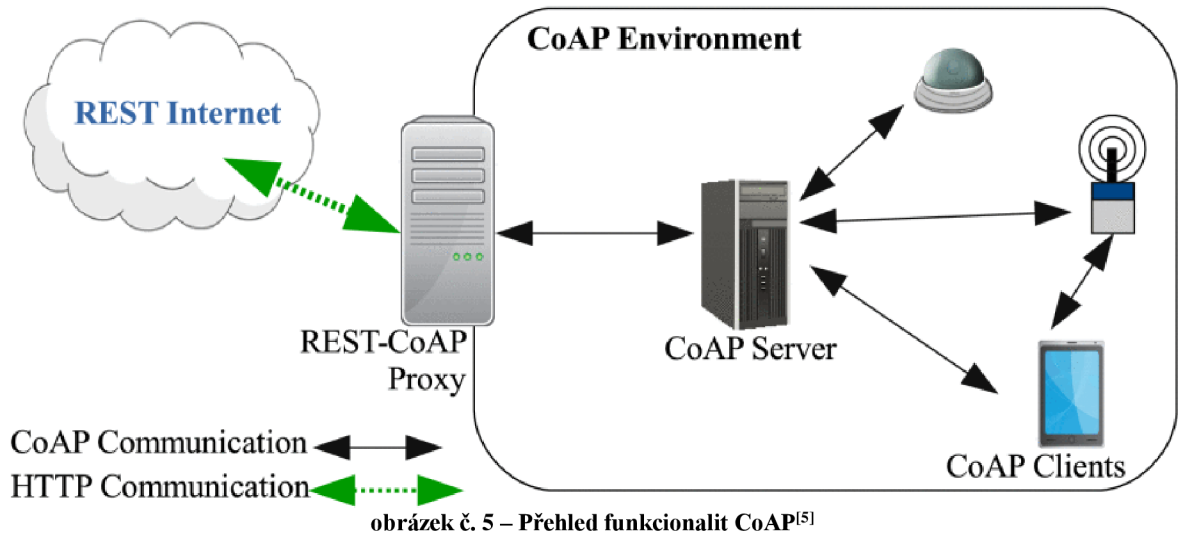 CoAP Environment
REST Internet
REST-CoAP
Proxy
CoAP Server
CoAP Clients
CoAP Communication
HTTP Communication
obrázek č. 5 – Přehled funkcionalit CoAP[5]